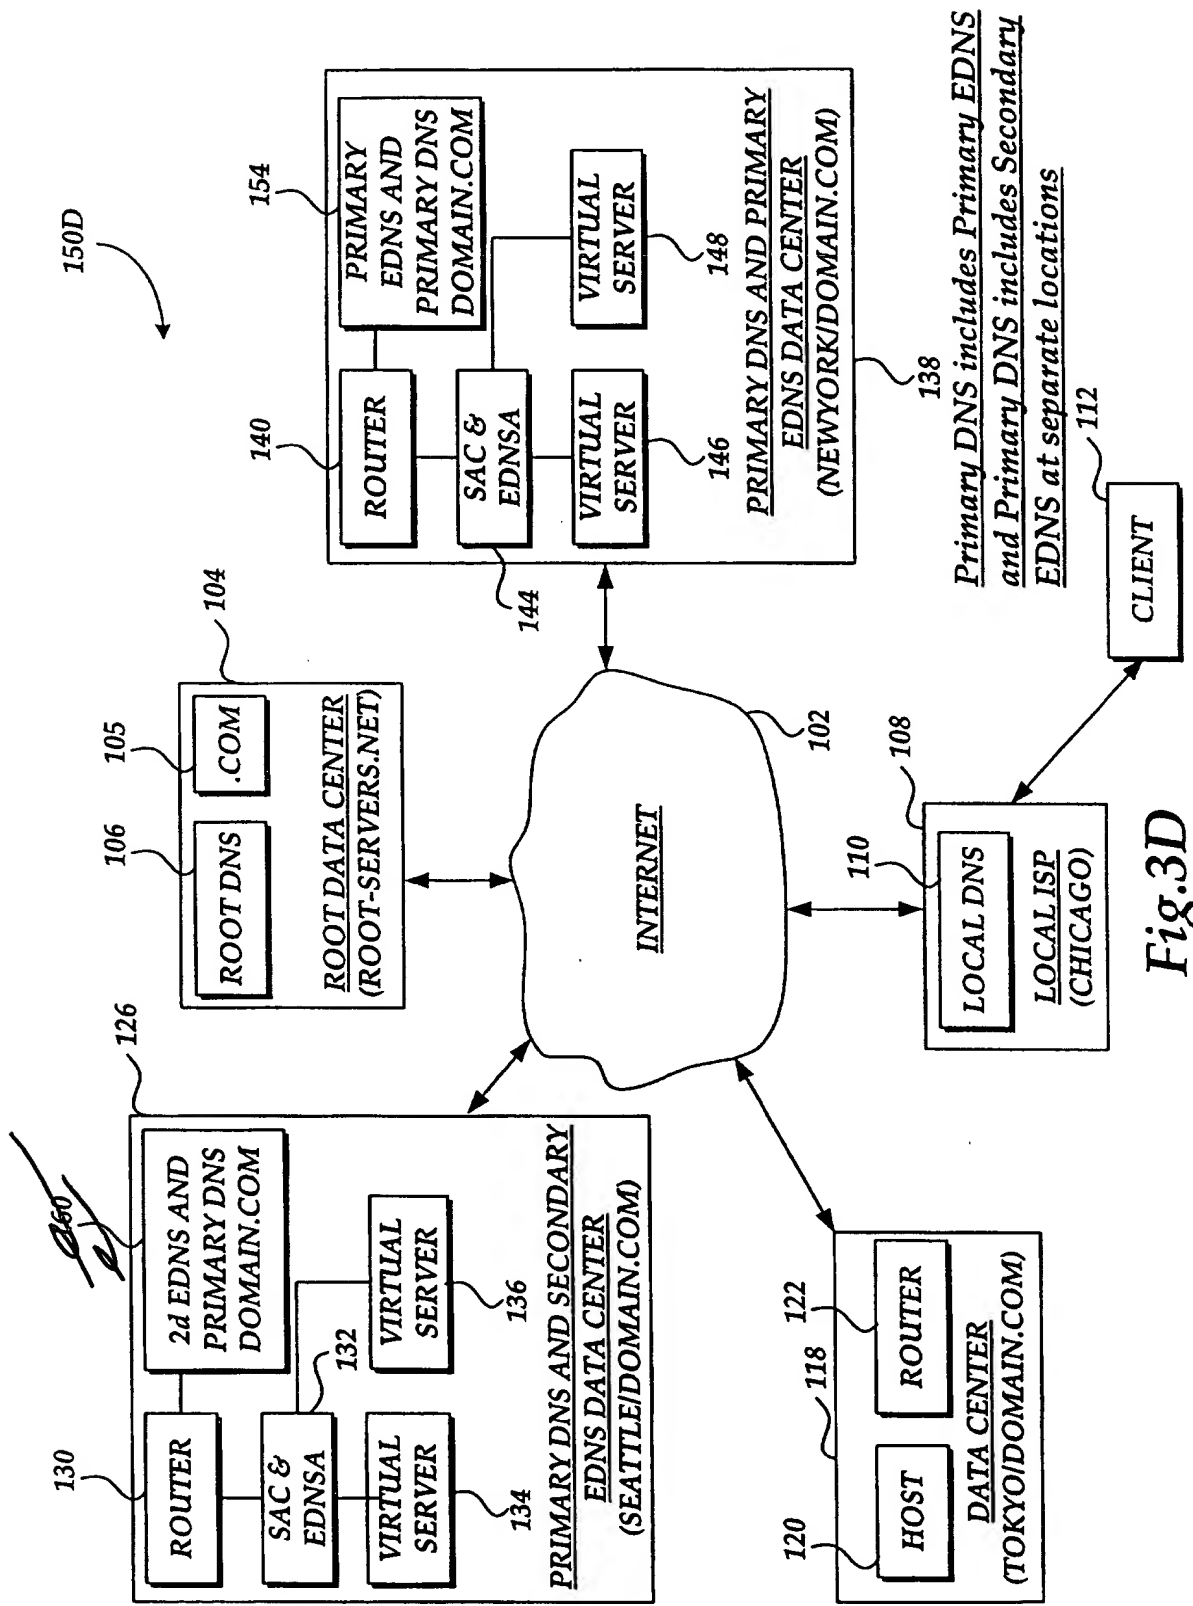 150D
126
160
2d EDNS AND
PRIMARY DNS
DOMAIN.COM
130
ROUTER
SAC &
EDNSA
132
VIRTUAL
SERVER
134
VIRTUAL
SERVER
136
PRIMARY DNS AND SECONDARY
EDNS DATA CENTER
(SEATTLE/DOMAIN.COM)
104
106
ROOT DNS
105
.COM
ROOT DATA CENTER
(ROOT-SERVERS.NET)
154
PRIMARY
EDNS AND
PRIMARY DNS
DOMAIN.COM
140
ROUTER
SAC &
EDNSA
144
VIRTUAL
SERVER
146
VIRTUAL
SERVER
148
PRIMARY DNS AND PRIMARY
EDNS DATA CENTER
(NEWYORK/DOMAIN.COM)
138
INTERNET
102
118
120
HOST
122
ROUTER
DATA CENTER
(TOKYO/DOMAIN.COM)
108
110
LOCAL DNS
LOCAL ISP
(CHICAGO)
112
CLIENT
Primary DNS includes Primary EDNS
and Primary DNS includes Secondary
EDNS at separate locations
Fig.3D